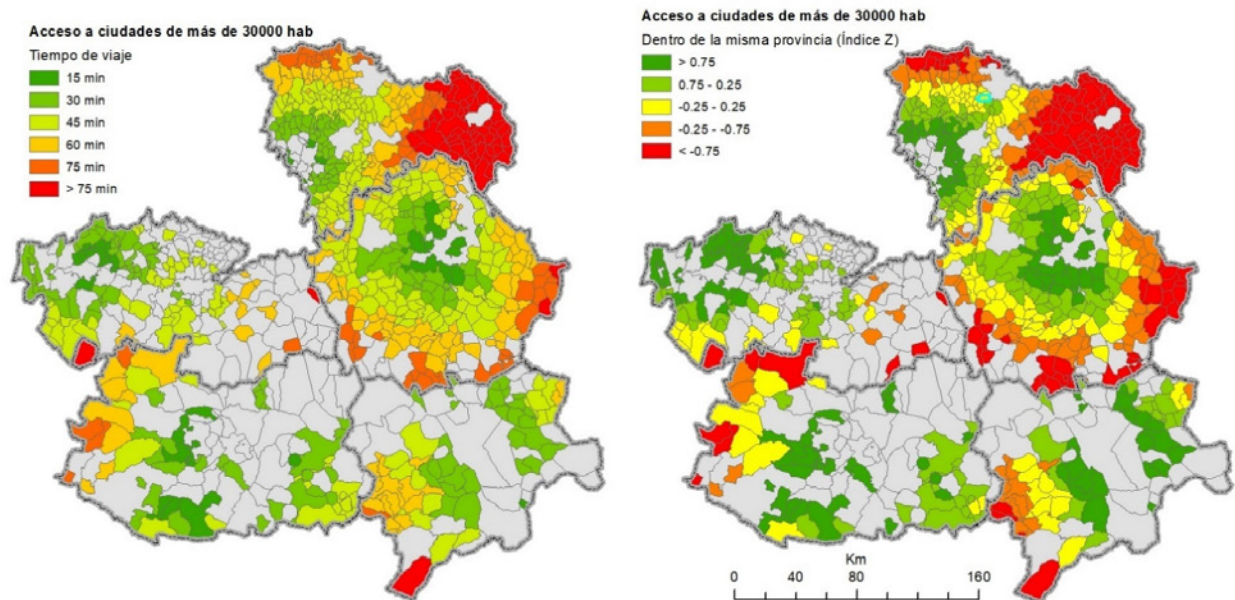 Acceso a ciudades de más de 30000 hab
Tiempo de viaje
15 min
30 min
45 min
60 min
75 min
> 75 min
Acceso a ciudades de más de 30000 hab
Dentro de la misma provincia (Índice Z)
> 0.75
0.75 - 0.25
-0.25 - 0.25
-0.25 - -0.75
< -0.75
Km
0 40 80 160